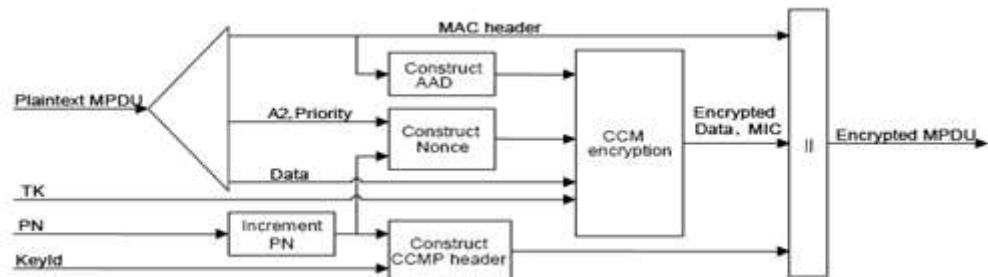 MAC header
Construct
AAD
Plaintext MPDU
A2,Priority
Construct
Nonce
CCM
encryption
Encrypted
Data, MIC
||
Encrypted MPDU
Data
TK
PN
Increment
PN
Construct
CCMP header
KeyId